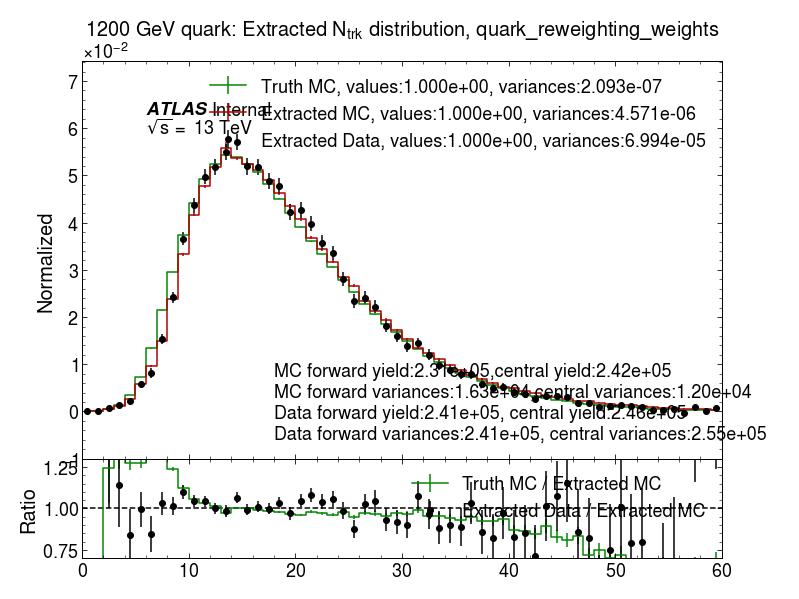 1200 GeV quark: Extracted Ntrk distribution, quark_reweighting_weights
×10−2
Truth MC, values:1.000e+00, variances:2.093e-07
ATLAS Internal
Extracted MC, values:1.000e+00, variances:4.571e-06
√s = 13 TeV
Extracted Data, values:1.000e+00, variances:6.994e-05
Normalized
7
6
5
4
3
2
1
0
MC forward yield:2.31e+05,central yield:2.42e+05
MC forward variances:1.63e+04,central variances:1.20e+04
Data forward yield:2.41e+05, central yield:2.46e+05
Data forward variances:2.41e+05, central variances:2.55e+05
Ratio
1.25
1.00
0.75
Truth MC / Extracted MC
Extracted Data / Extracted MC
0 10 20 30 40 50 60